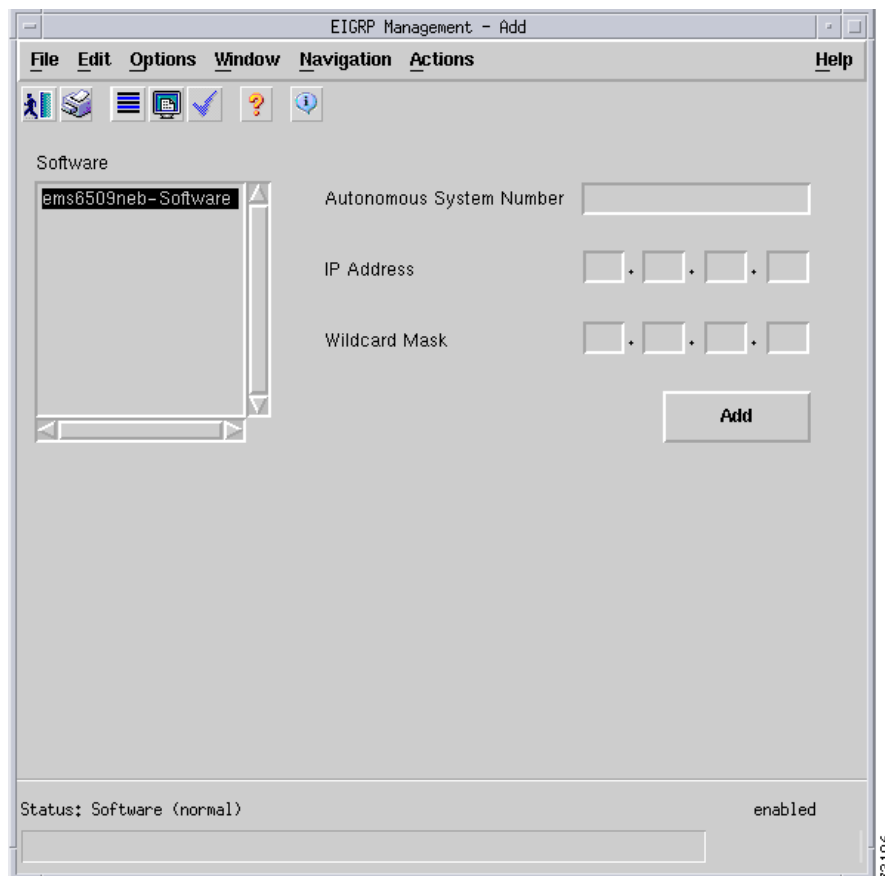 EIGRP Management - Add
File Edit Options Window Navigation Actions Help
Software
ems6509neb-Software
Autonomous System Number
IP Address
Wildcard Mask
Add
Status: Software (normal) enabled